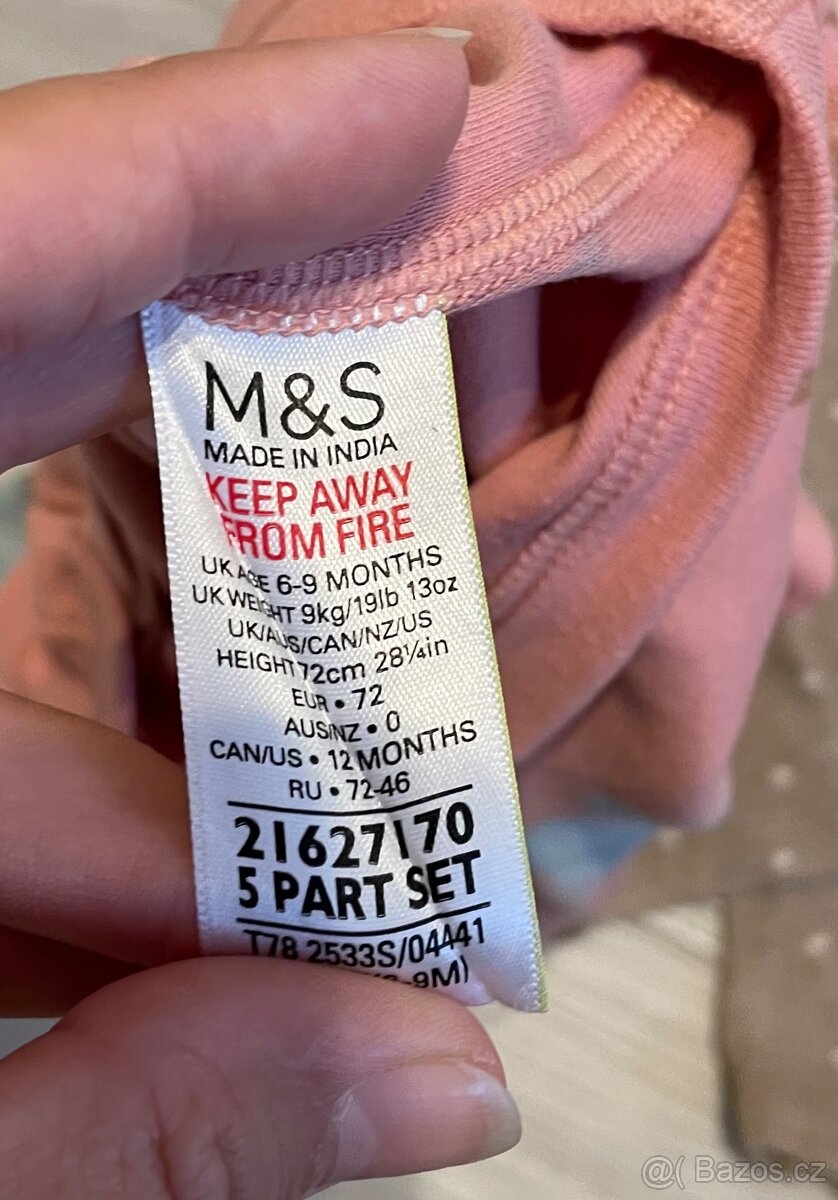 M&S
MADE IN INDIA
KEEP AWAY
FROM FIRE
UK AGE 6-9 MONTHS
UK WEIGHT 9kg/19lb 13oz
UK/AUS/CAN/NZ/US
HEIGHT 72cm 28¼in
EUR • 72
AUS/NZ • 0
CAN/US • 12 MONTHS
RU • 72-46
21627170
5 PART SET
T78 2533S/04441
-9M)
@( Bazos.cz